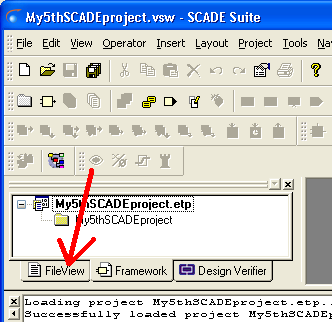 My5thSCADEproject.vsw - SCADE Suite
File Edit View Operator Insert Layout Project Tools
My5thSCADEproject.etp
My5thSCADEproject
FileView Framework Design Verifier
Loading project My5thSCADEproject.etp..
Successfully loaded project My5thSCADE